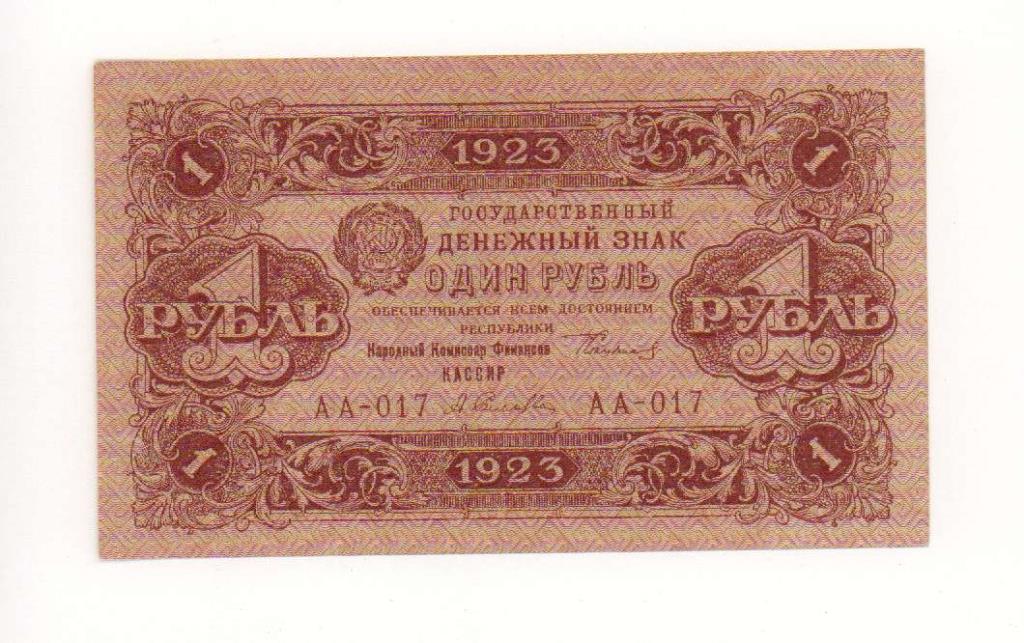 1 1923 1
ГОСУДАРСТВЕННЫЙ
ДЕНЕЖНЫЙ ЗНАК
ОДИН РУБЛЬ
1 РУБЛЬ
1 РУБЛЬ
ОБЕСПЕЧИВАЕТСЯ ВСЕМ ДОСТОЯНИЕМ
РЕСПУБЛИКИ
Народный Комиссар Финансов
КАССИР
АА-017 АА-017
1 1923 1